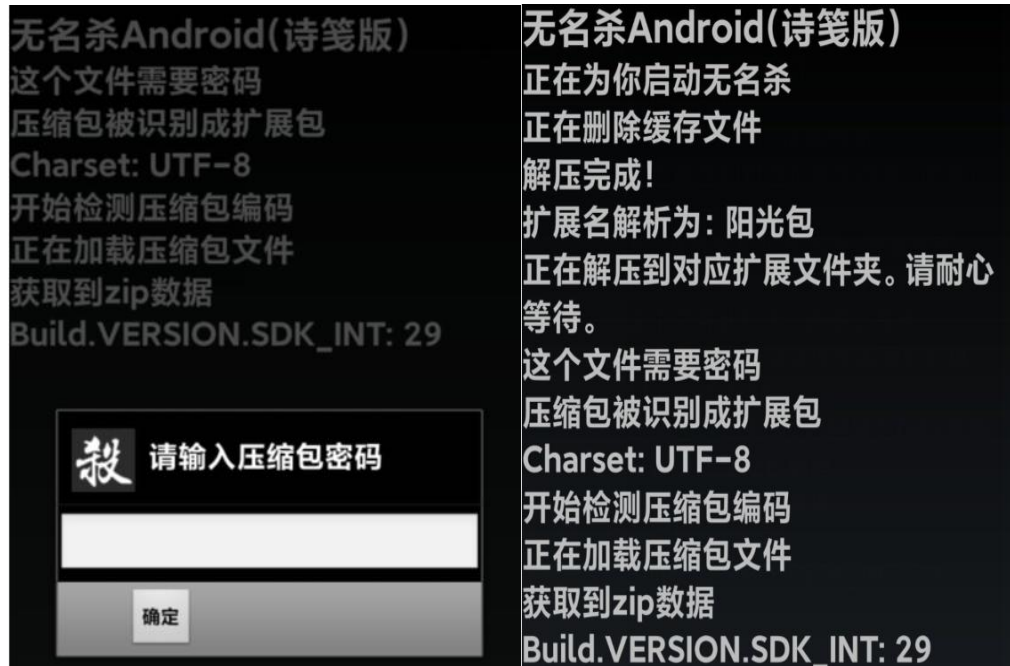 无名杀Android(诗笺版)
这个文件需要密码
压缩包被识别成扩展包
Charset: UTF-8
开始检测压缩包编码
正在加载压缩包文件
获取到zip数据
Build.VERSION.SDK_INT: 29
殺
请输入压缩包密码
确定
无名杀Android(诗笺版)
正在为你启动无名杀
正在删除缓存文件
解压完成!
扩展名解析为: 阳光包
正在解压到对应扩展文件夹。请耐心
等待。
这个文件需要密码
压缩包被识别成扩展包
Charset: UTF-8
开始检测压缩包编码
正在加载压缩包文件
获取到zip数据
Build.VERSION.SDK_INT: 29